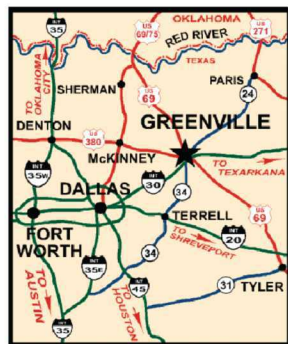 INT
35
US
69/75
OKLAHOMA
US
271
RED RIVER
TEXAS
TO
OKLAHOMA
CITY
SHERMAN
PARIS
US
69
24
DENTON
GREENVILLE
US
380
McKINNEY
INT
35W
INT
30
TO
TEXARKANA
DALLAS
34
US
69
FORT
WORTH
TERRELL
INT
20
TO
SHREVEPORT
34
INT
35E
TO
AUSTIN
INT
45
TO
HOUSTON
31
TYLER
INT
35